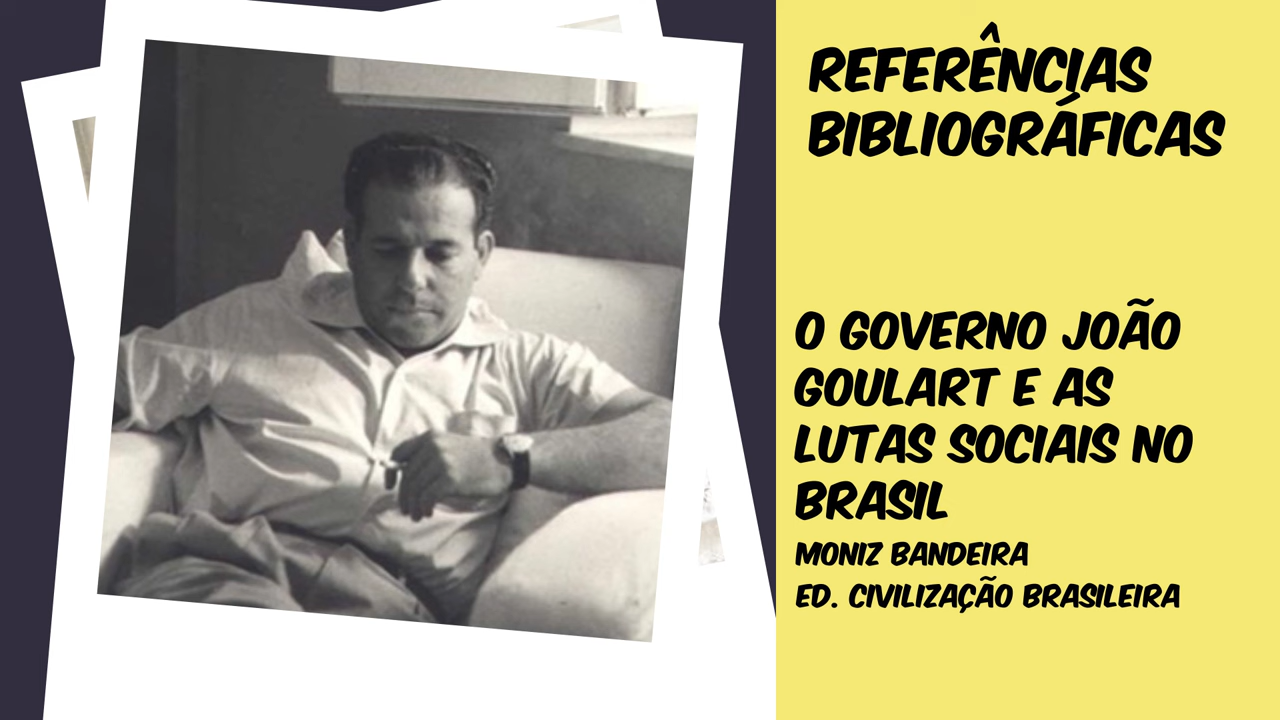 REFERÊNCIAS
BIBLIOGRÁFICAS
O GOVERNO JOÃO
GOULART E AS
LUTAS SOCIAIS NO
BRASIL
MONIZ BANDEIRA
ED. CIVILIZAÇÃO BRASILEIRA